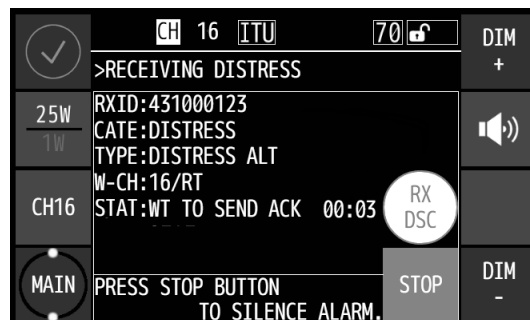 CH 16 ITU 70
DIM
+
>RECEIVING DISTRESS
25W
1W
RXID:431000123
CATE:DISTRESS
TYPE:DISTRESS ALT
W-CH:16/RT
STAT:WT TO SEND ACK 00:03
RX
DSC
CH16
MAIN
PRESS STOP BUTTON
TO SILENCE ALARM.
STOP
DIM
-